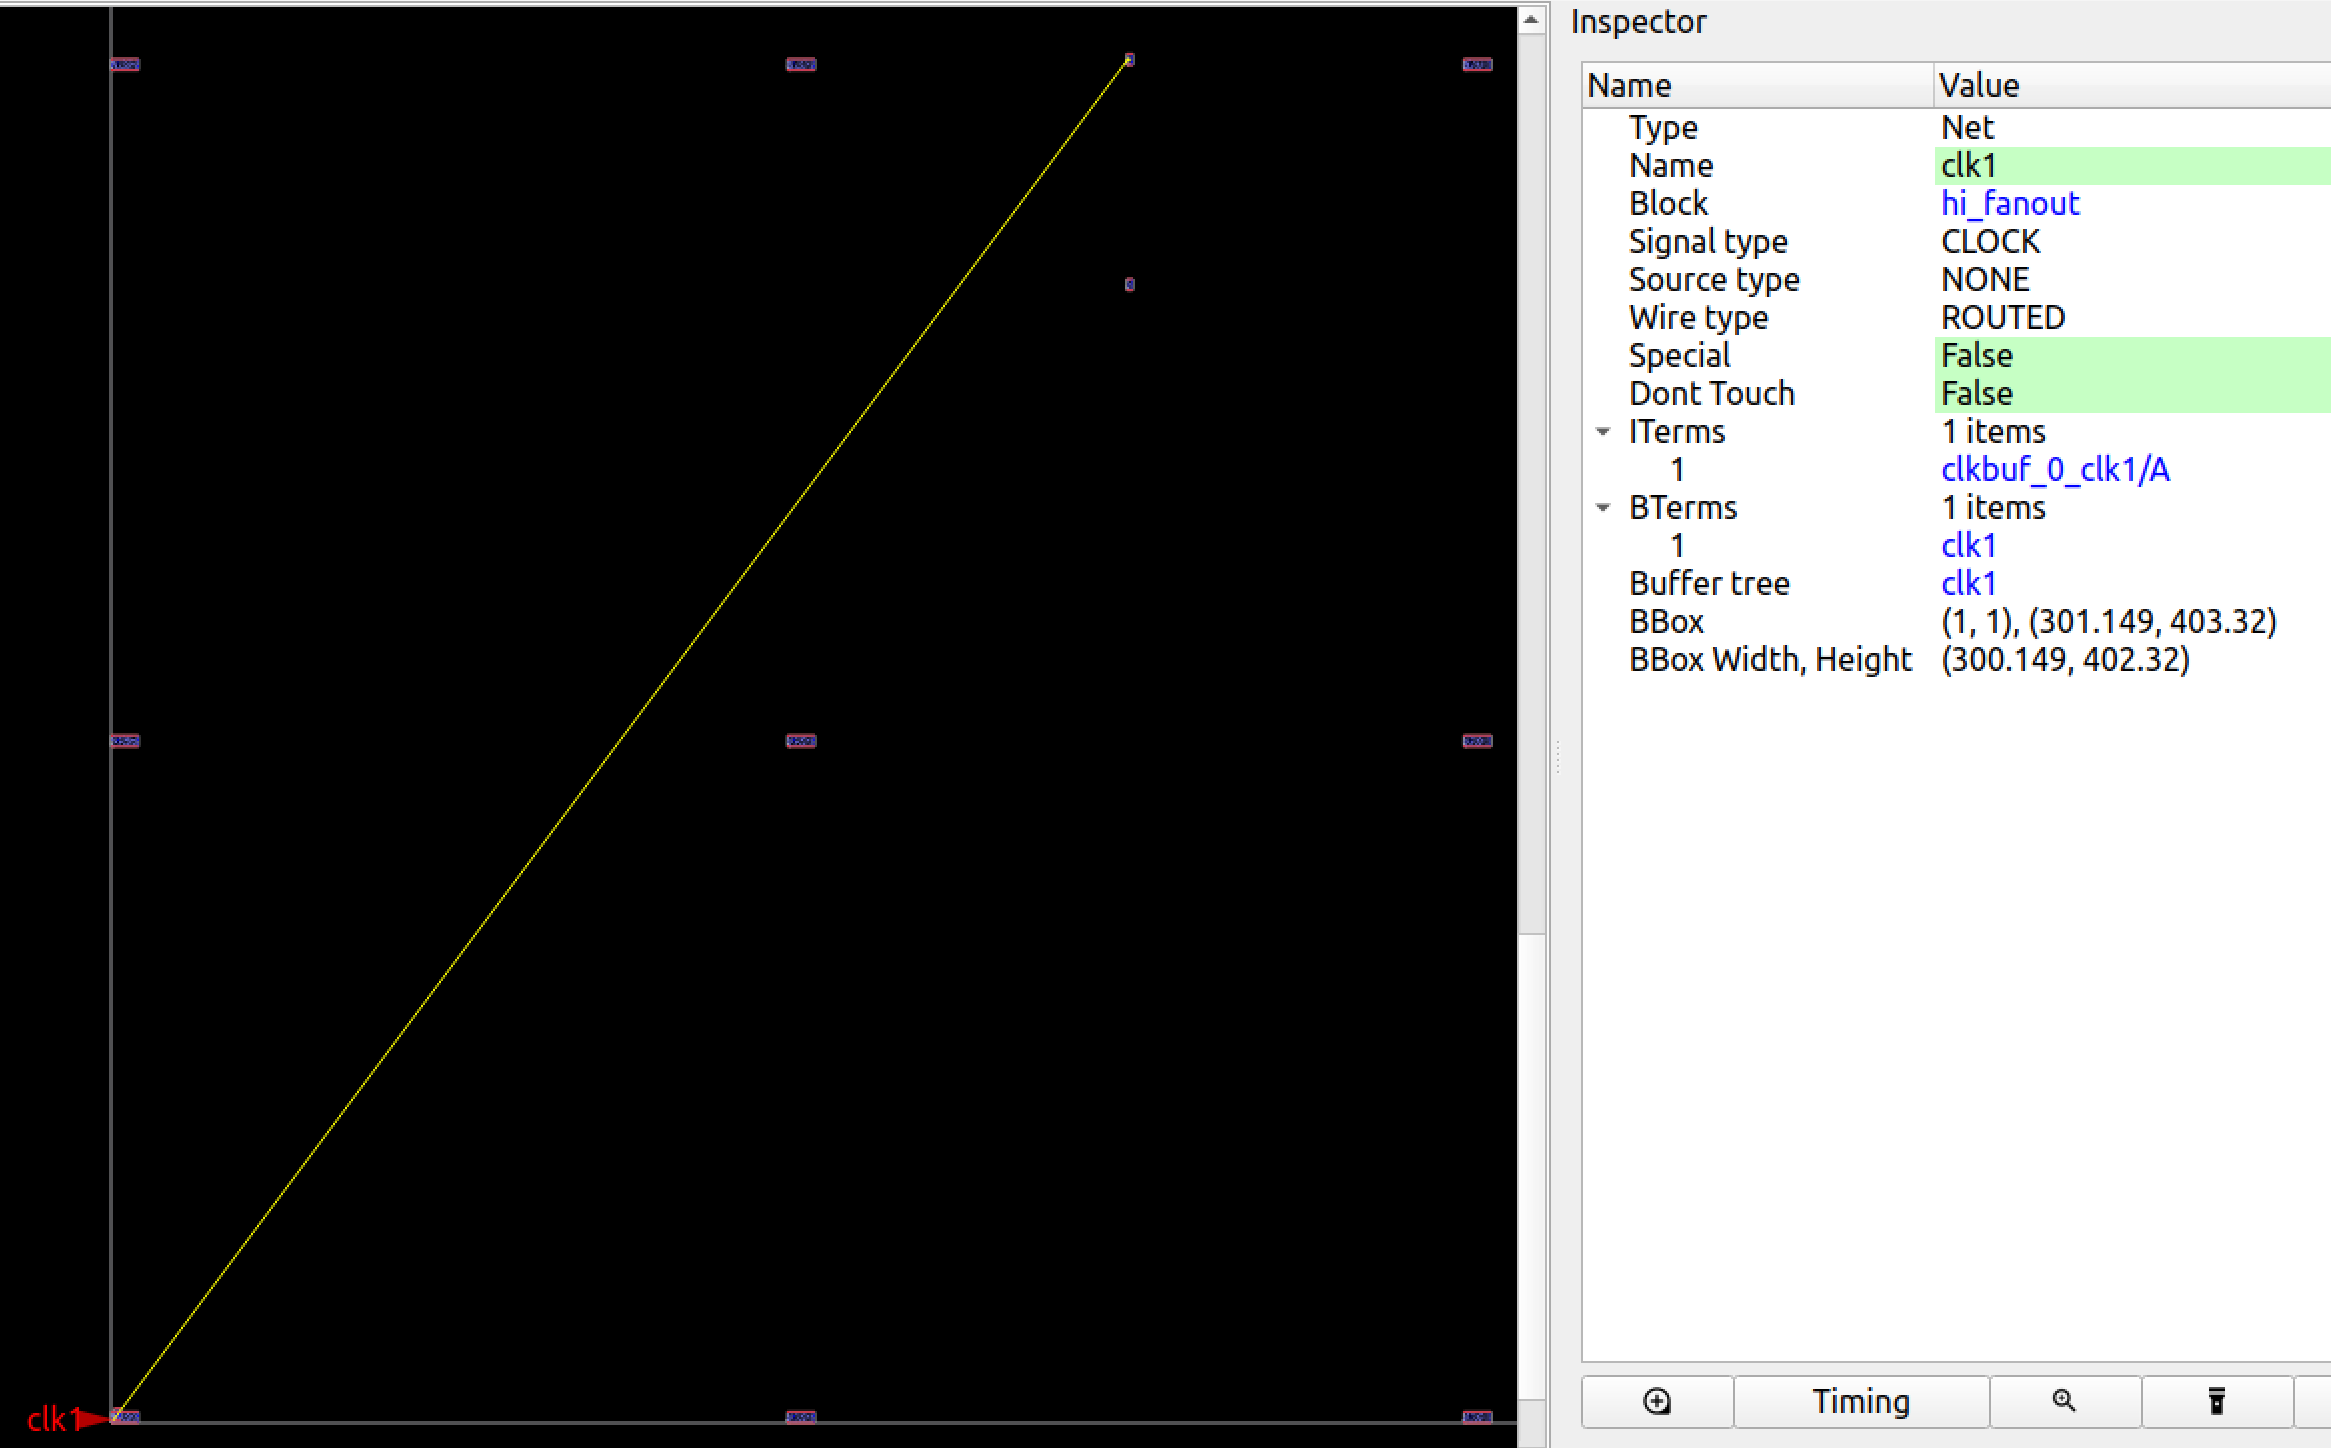 Inspector
Name Value
Type Net
Name clk1
Block hi_fanout
Signal type CLOCK
Source type NONE
Wire type ROUTED
Special False
Dont Touch False
ITerms 1 items
1 clkbuf_0_clk1/A
BTerms 1 items
1 clk1
Buffer tree clk1
BBox (1, 1), (301.149, 403.32)
BBox Width, Height (300.149, 402.32)
Timing
clk1